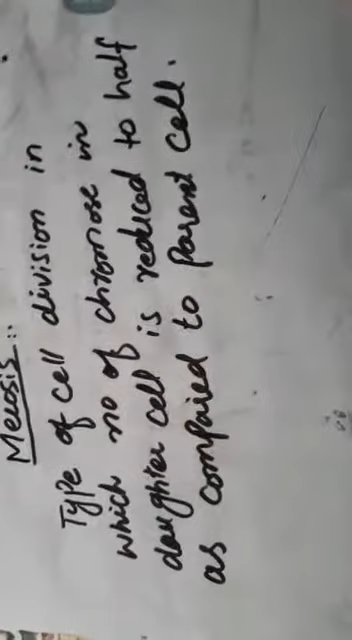 Meiosis::
Type of cell division in
which no of chromose in
daughter cell is reduced to half
as compared to Parent cell.